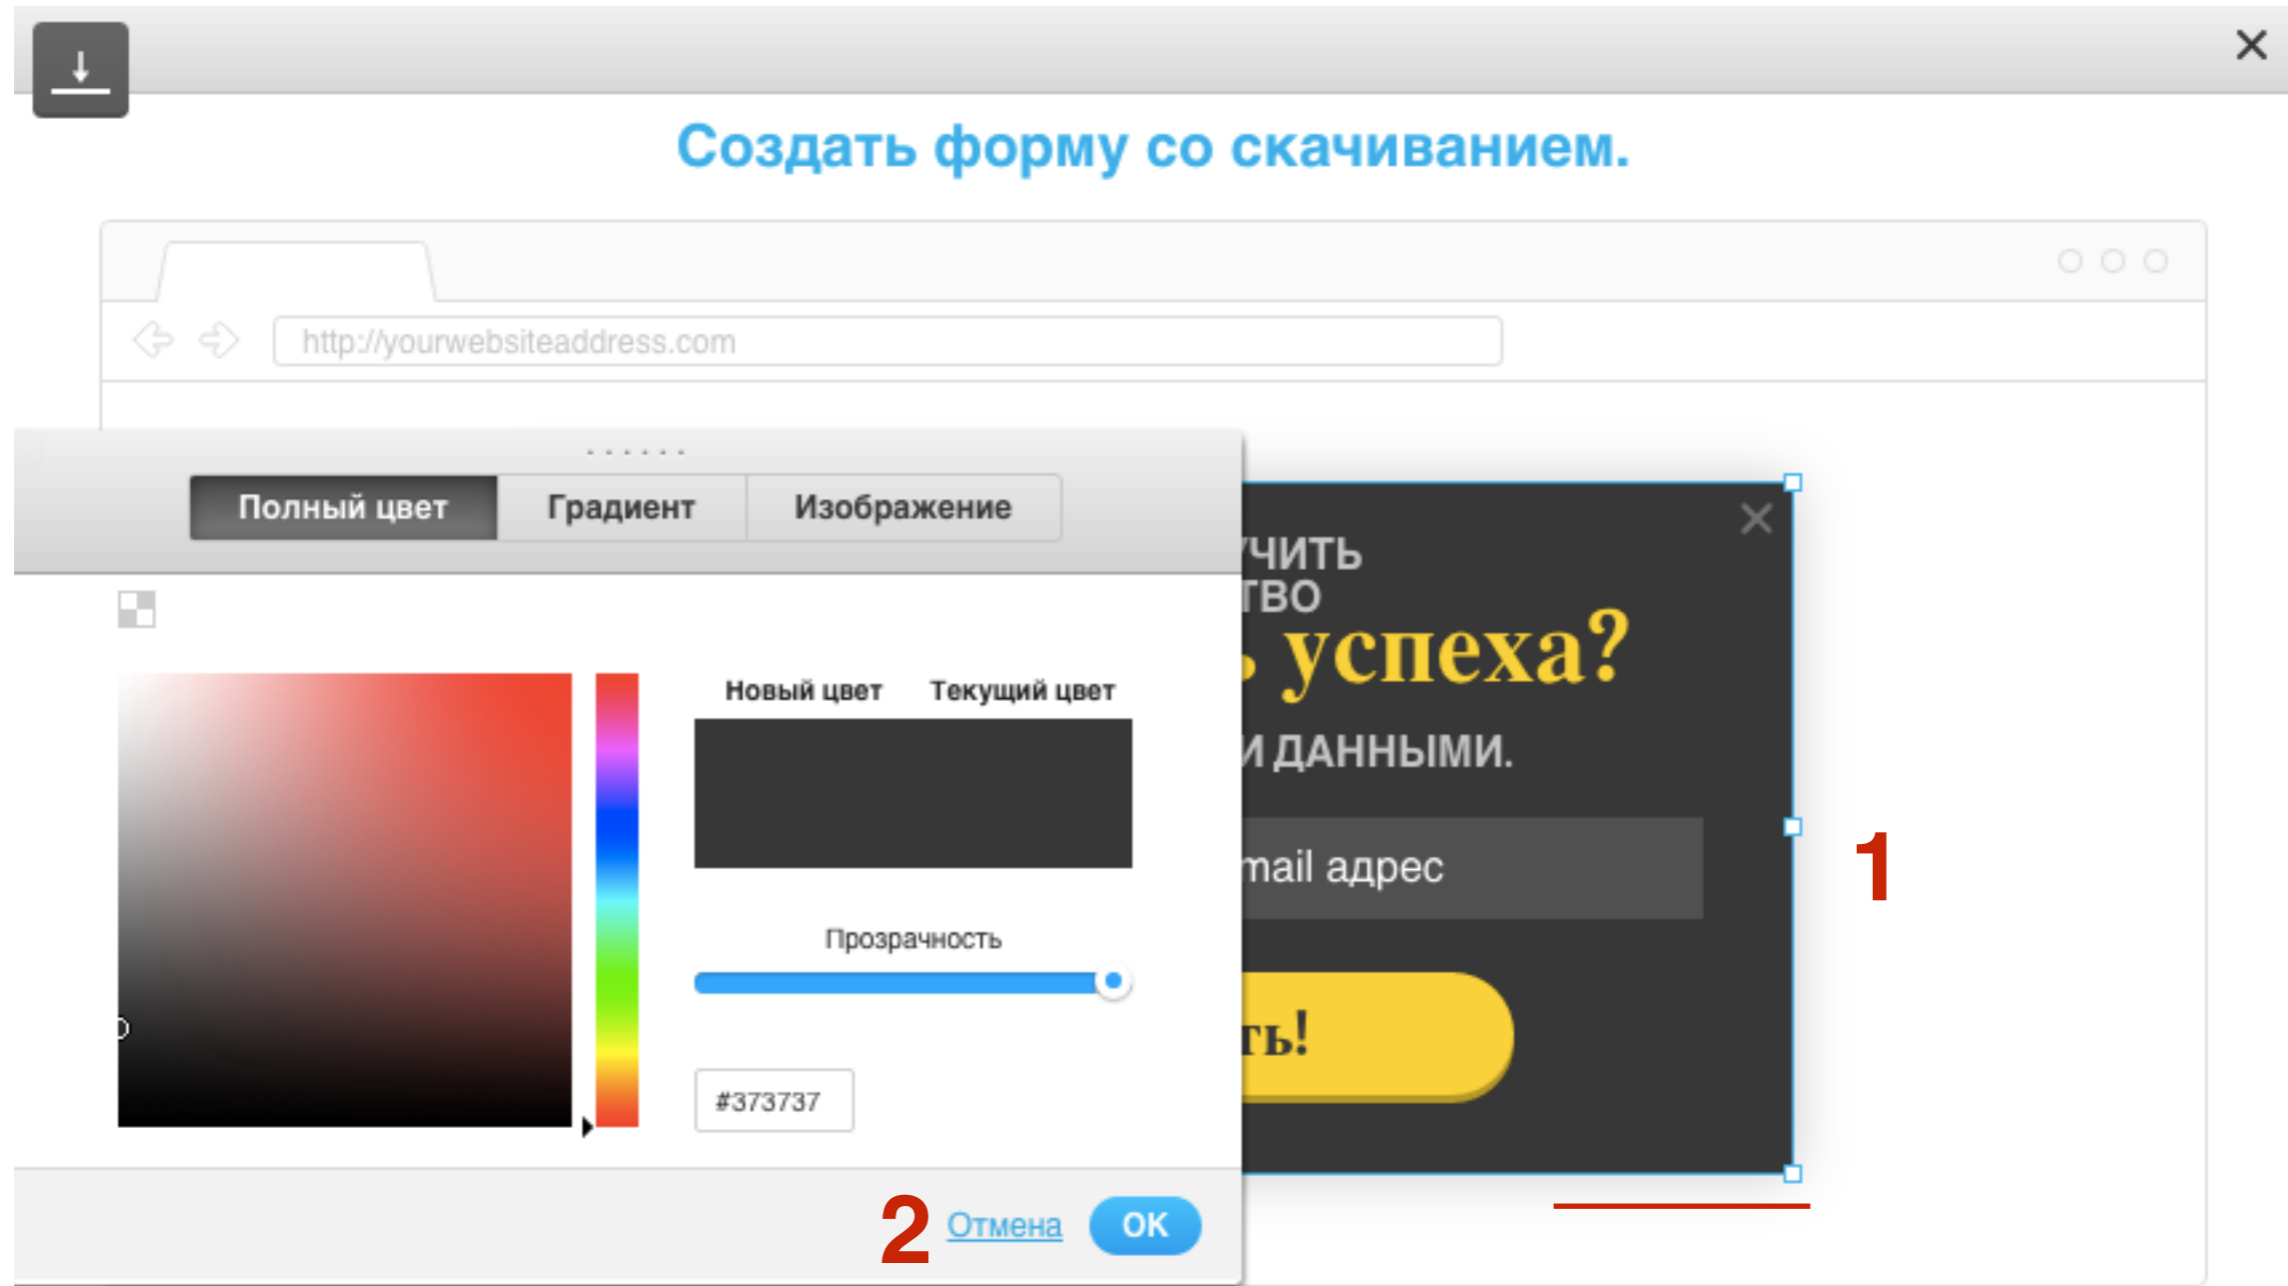 Создать форму со скачиванием.
http://yourwebsiteaddress.com
Полный цвет Градиент Изображение
Новый цвет Текущий цвет
Прозрачность
#373737
2 Отмена OK
УЧИТЬ
ТВО
ь успеха?
И ДАННЫМИ.
mail адрес
ть!
1